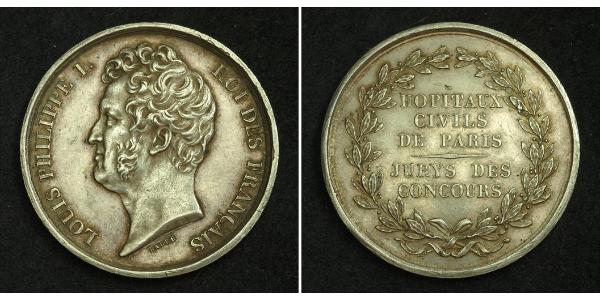 LOUIS PHILIPPE I. ROI DES FRANÇAIS
HOPITAUX
CIVILS
DE PARIS
JURYS DES
CONCOURS